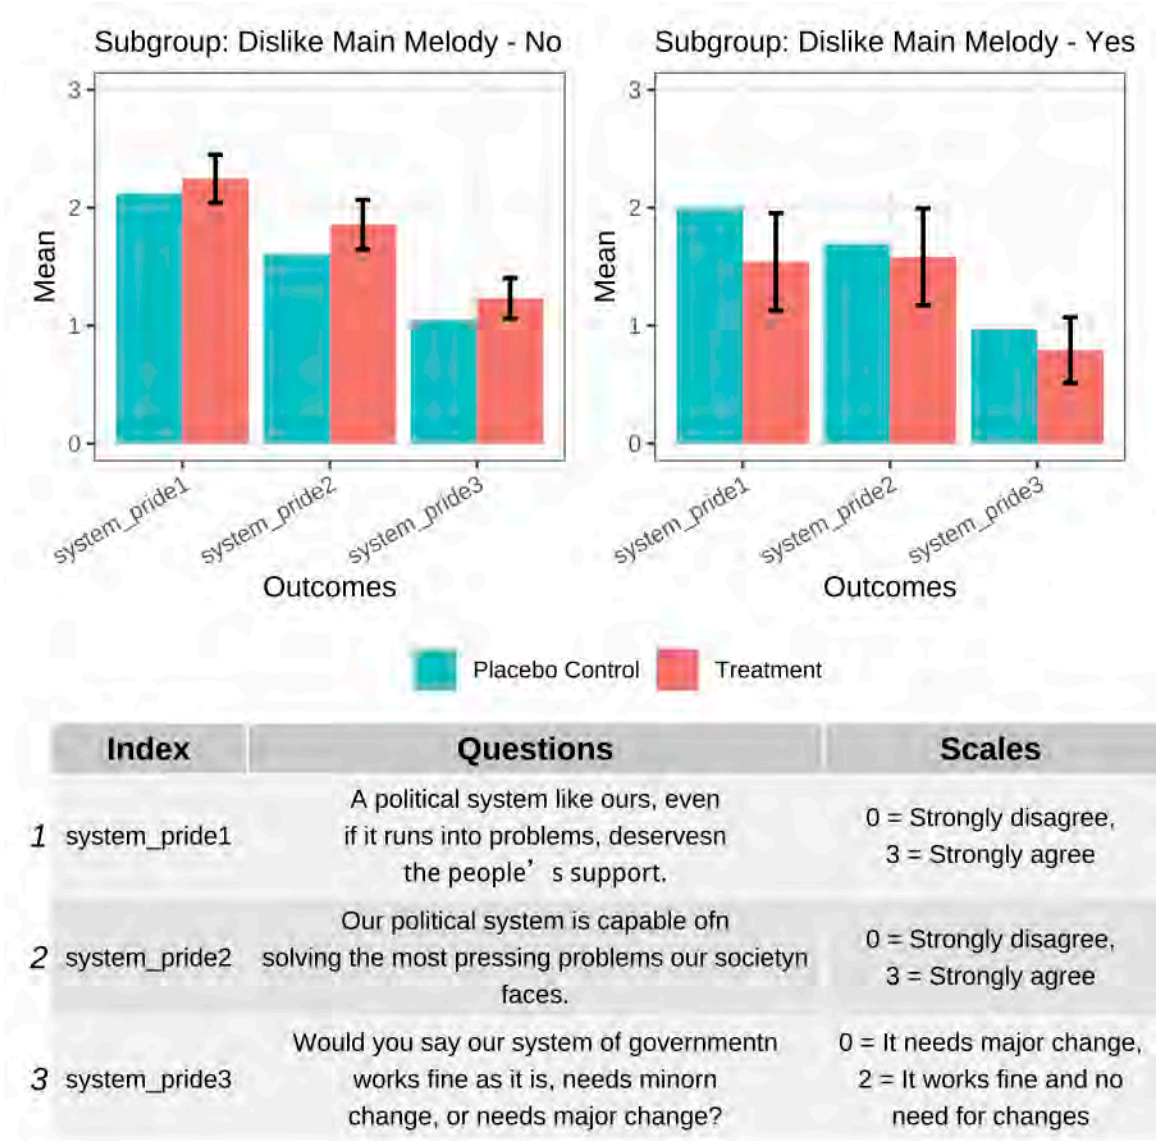 Subgroup: Dislike Main Melody - No
Subgroup: Dislike Main Melody - Yes
3
2
1
0
Mean
system_pride1
system_pride2
system_pride3
Outcomes
3
2
1
0
Mean
system_pride1
system_pride2
system_pride3
Outcomes
Placebo Control
Treatment
Index Questions Scales
1 system_pride1
A political system like ours, even
if it runs into problems, deservesn
the people’ s support.
0 = Strongly disagree,
3 = Strongly agree
2 system_pride2
Our political system is capable ofn
solving the most pressing problems our societyn
faces.
0 = Strongly disagree,
3 = Strongly agree
3 system_pride3
Would you say our system of governmentn
works fine as it is, needs minorn
change, or needs major change?
0 = It needs major change,
2 = It works fine and no
need for changes